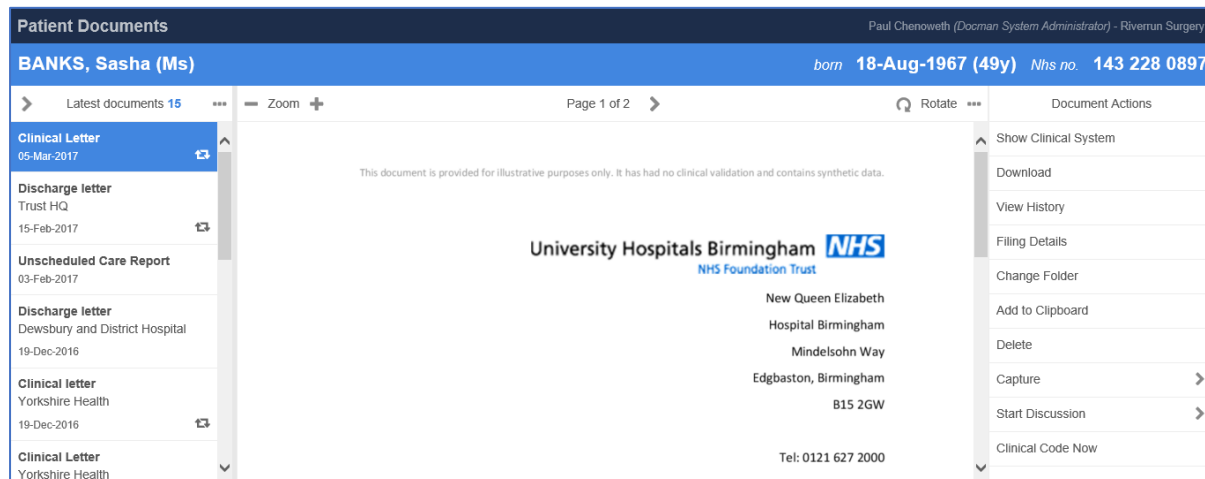 Patient Documents
Paul Chenoweth (Docman System Administrator) - Riverrun Surgery
BANKS, Sasha (Ms)
born 18-Aug-1967 (49y) Nhs no. 143 228 0897
Latest documents 15
Zoom
Page 1 of 2
Rotate
Document Actions
Clinical Letter
05-Mar-2017
Discharge letter
Trust HQ
15-Feb-2017
Unscheduled Care Report
03-Feb-2017
Discharge letter
Dewsbury and District Hospital
19-Dec-2016
Clinical letter
Yorkshire Health
19-Dec-2016
Clinical Letter
Yorkshire Health
This document is provided for illustrative purposes only. It has had no clinical validation and contains synthetic data.
University Hospitals Birmingham NHS
NHS Foundation Trust
New Queen Elizabeth
Hospital Birmingham
Mindelsohn Way
Edgbaston, Birmingham
B15 2GW
Tel: 0121 627 2000
Show Clinical System
Download
View History
Filing Details
Change Folder
Add to Clipboard
Delete
Capture
Start Discussion
Clinical Code Now